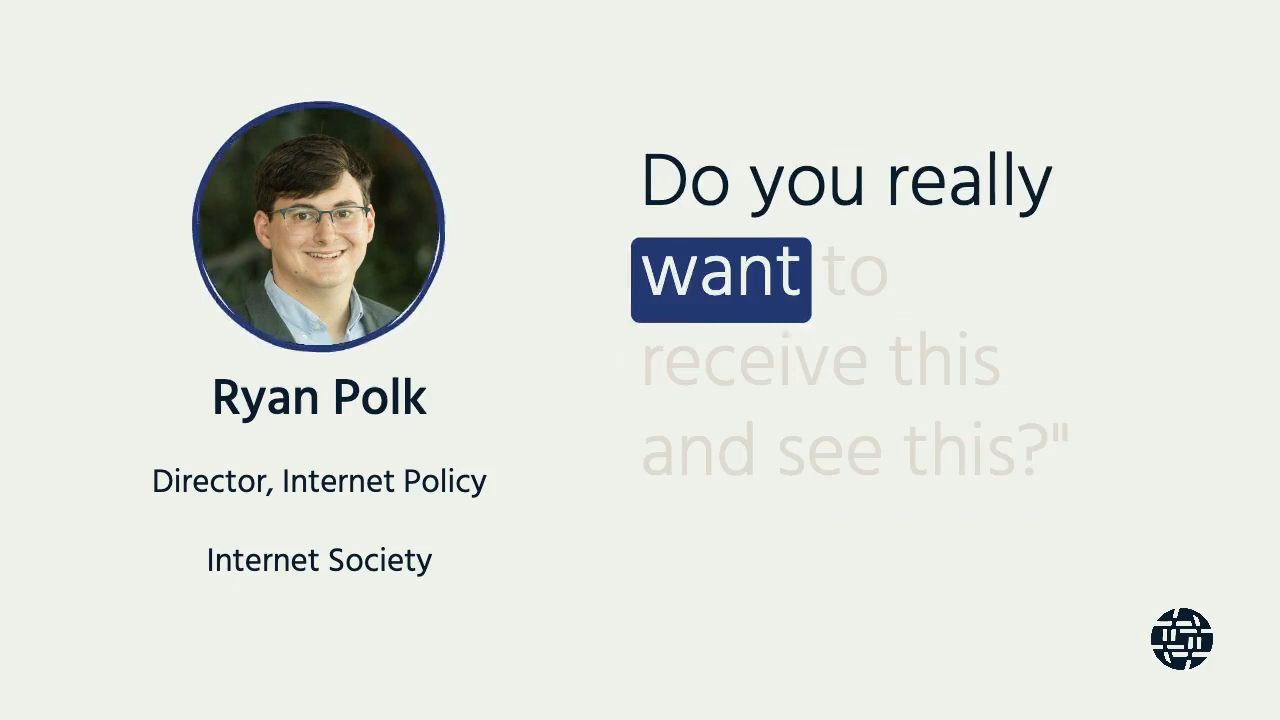 Ryan Polk
Director, Internet Policy
Internet Society
Do you really
want to
receive this
and see this?"